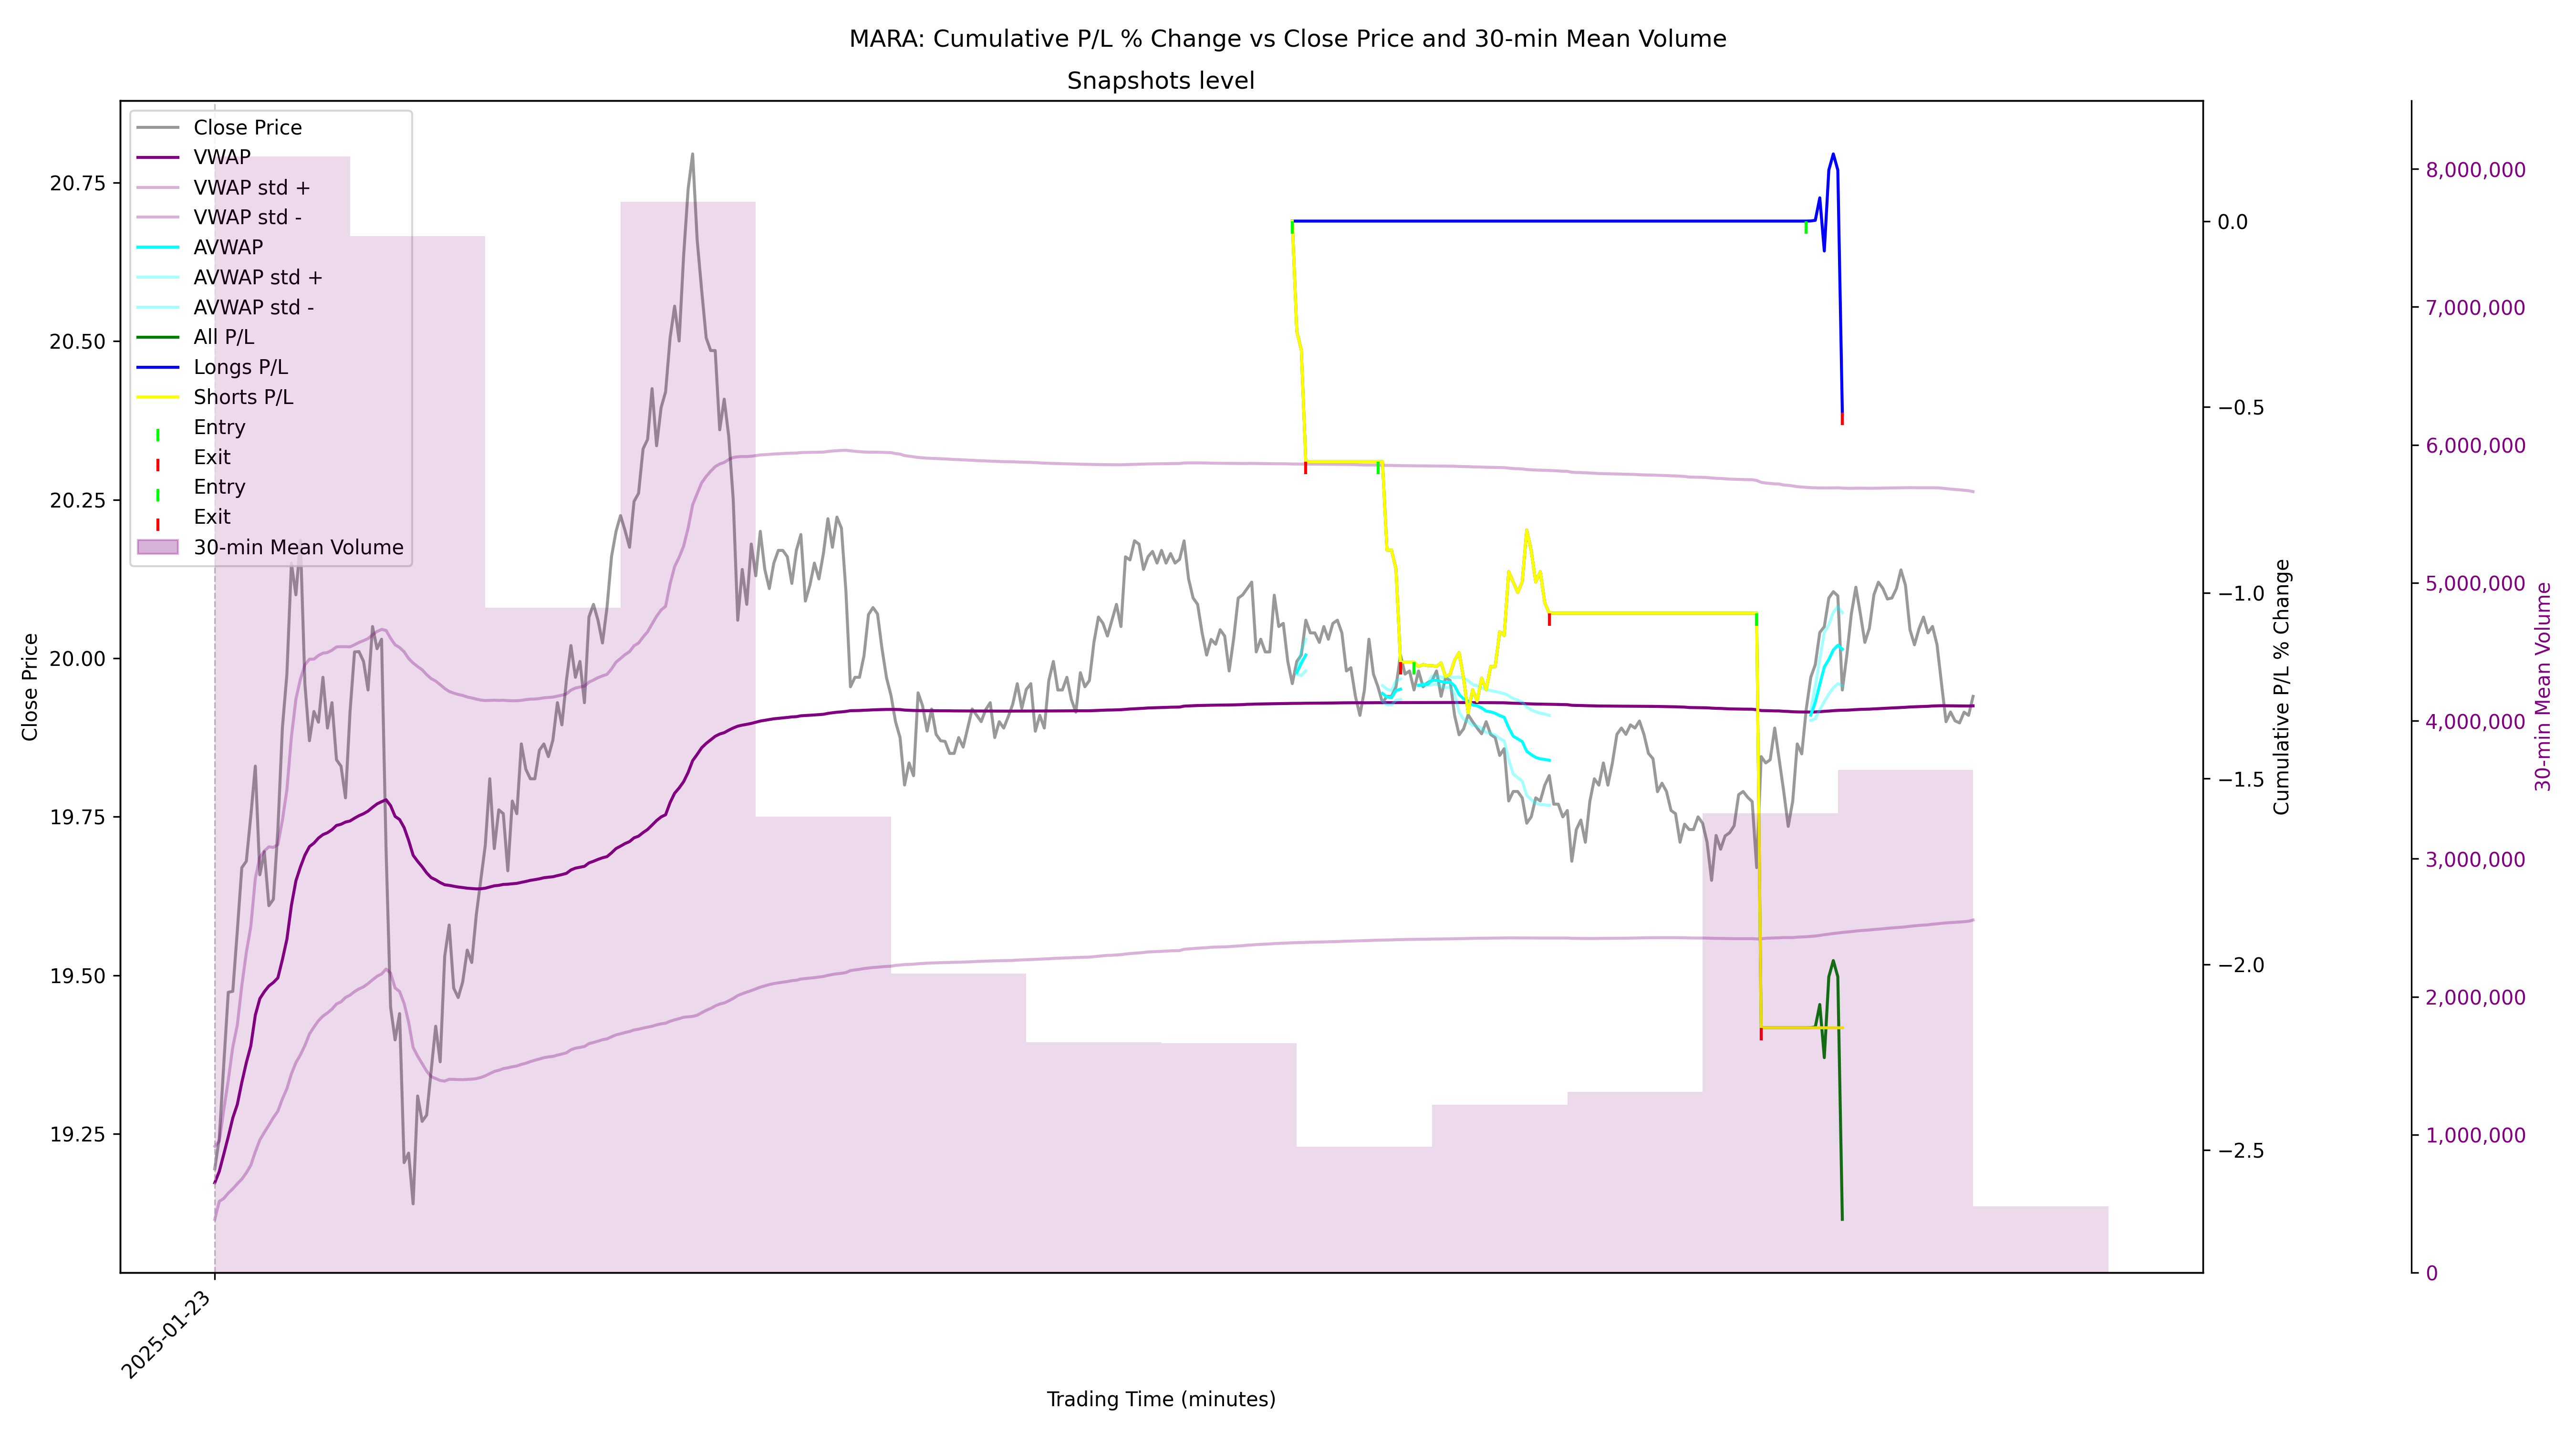 MARA: Cumulative P/L % Change vs Close Price and 30-min Mean Volume
Snapshots level
Close Price
VWAP
VWAP std +
VWAP std -
AVWAP
AVWAP std +
AVWAP std -
All P/L
Longs P/L
Shorts P/L
Entry
Exit
Entry
Exit
30-min Mean Volume
20.75
20.50
20.25
20.00
19.75
19.50
19.25
Close Price
0.0
−0.5
−1.0
−1.5
−2.0
−2.5
Cumulative P/L % Change
8,000,000
7,000,000
6,000,000
5,000,000
4,000,000
3,000,000
2,000,000
1,000,000
0
30-min Mean Volume
2025-01-23
Trading Time (minutes)